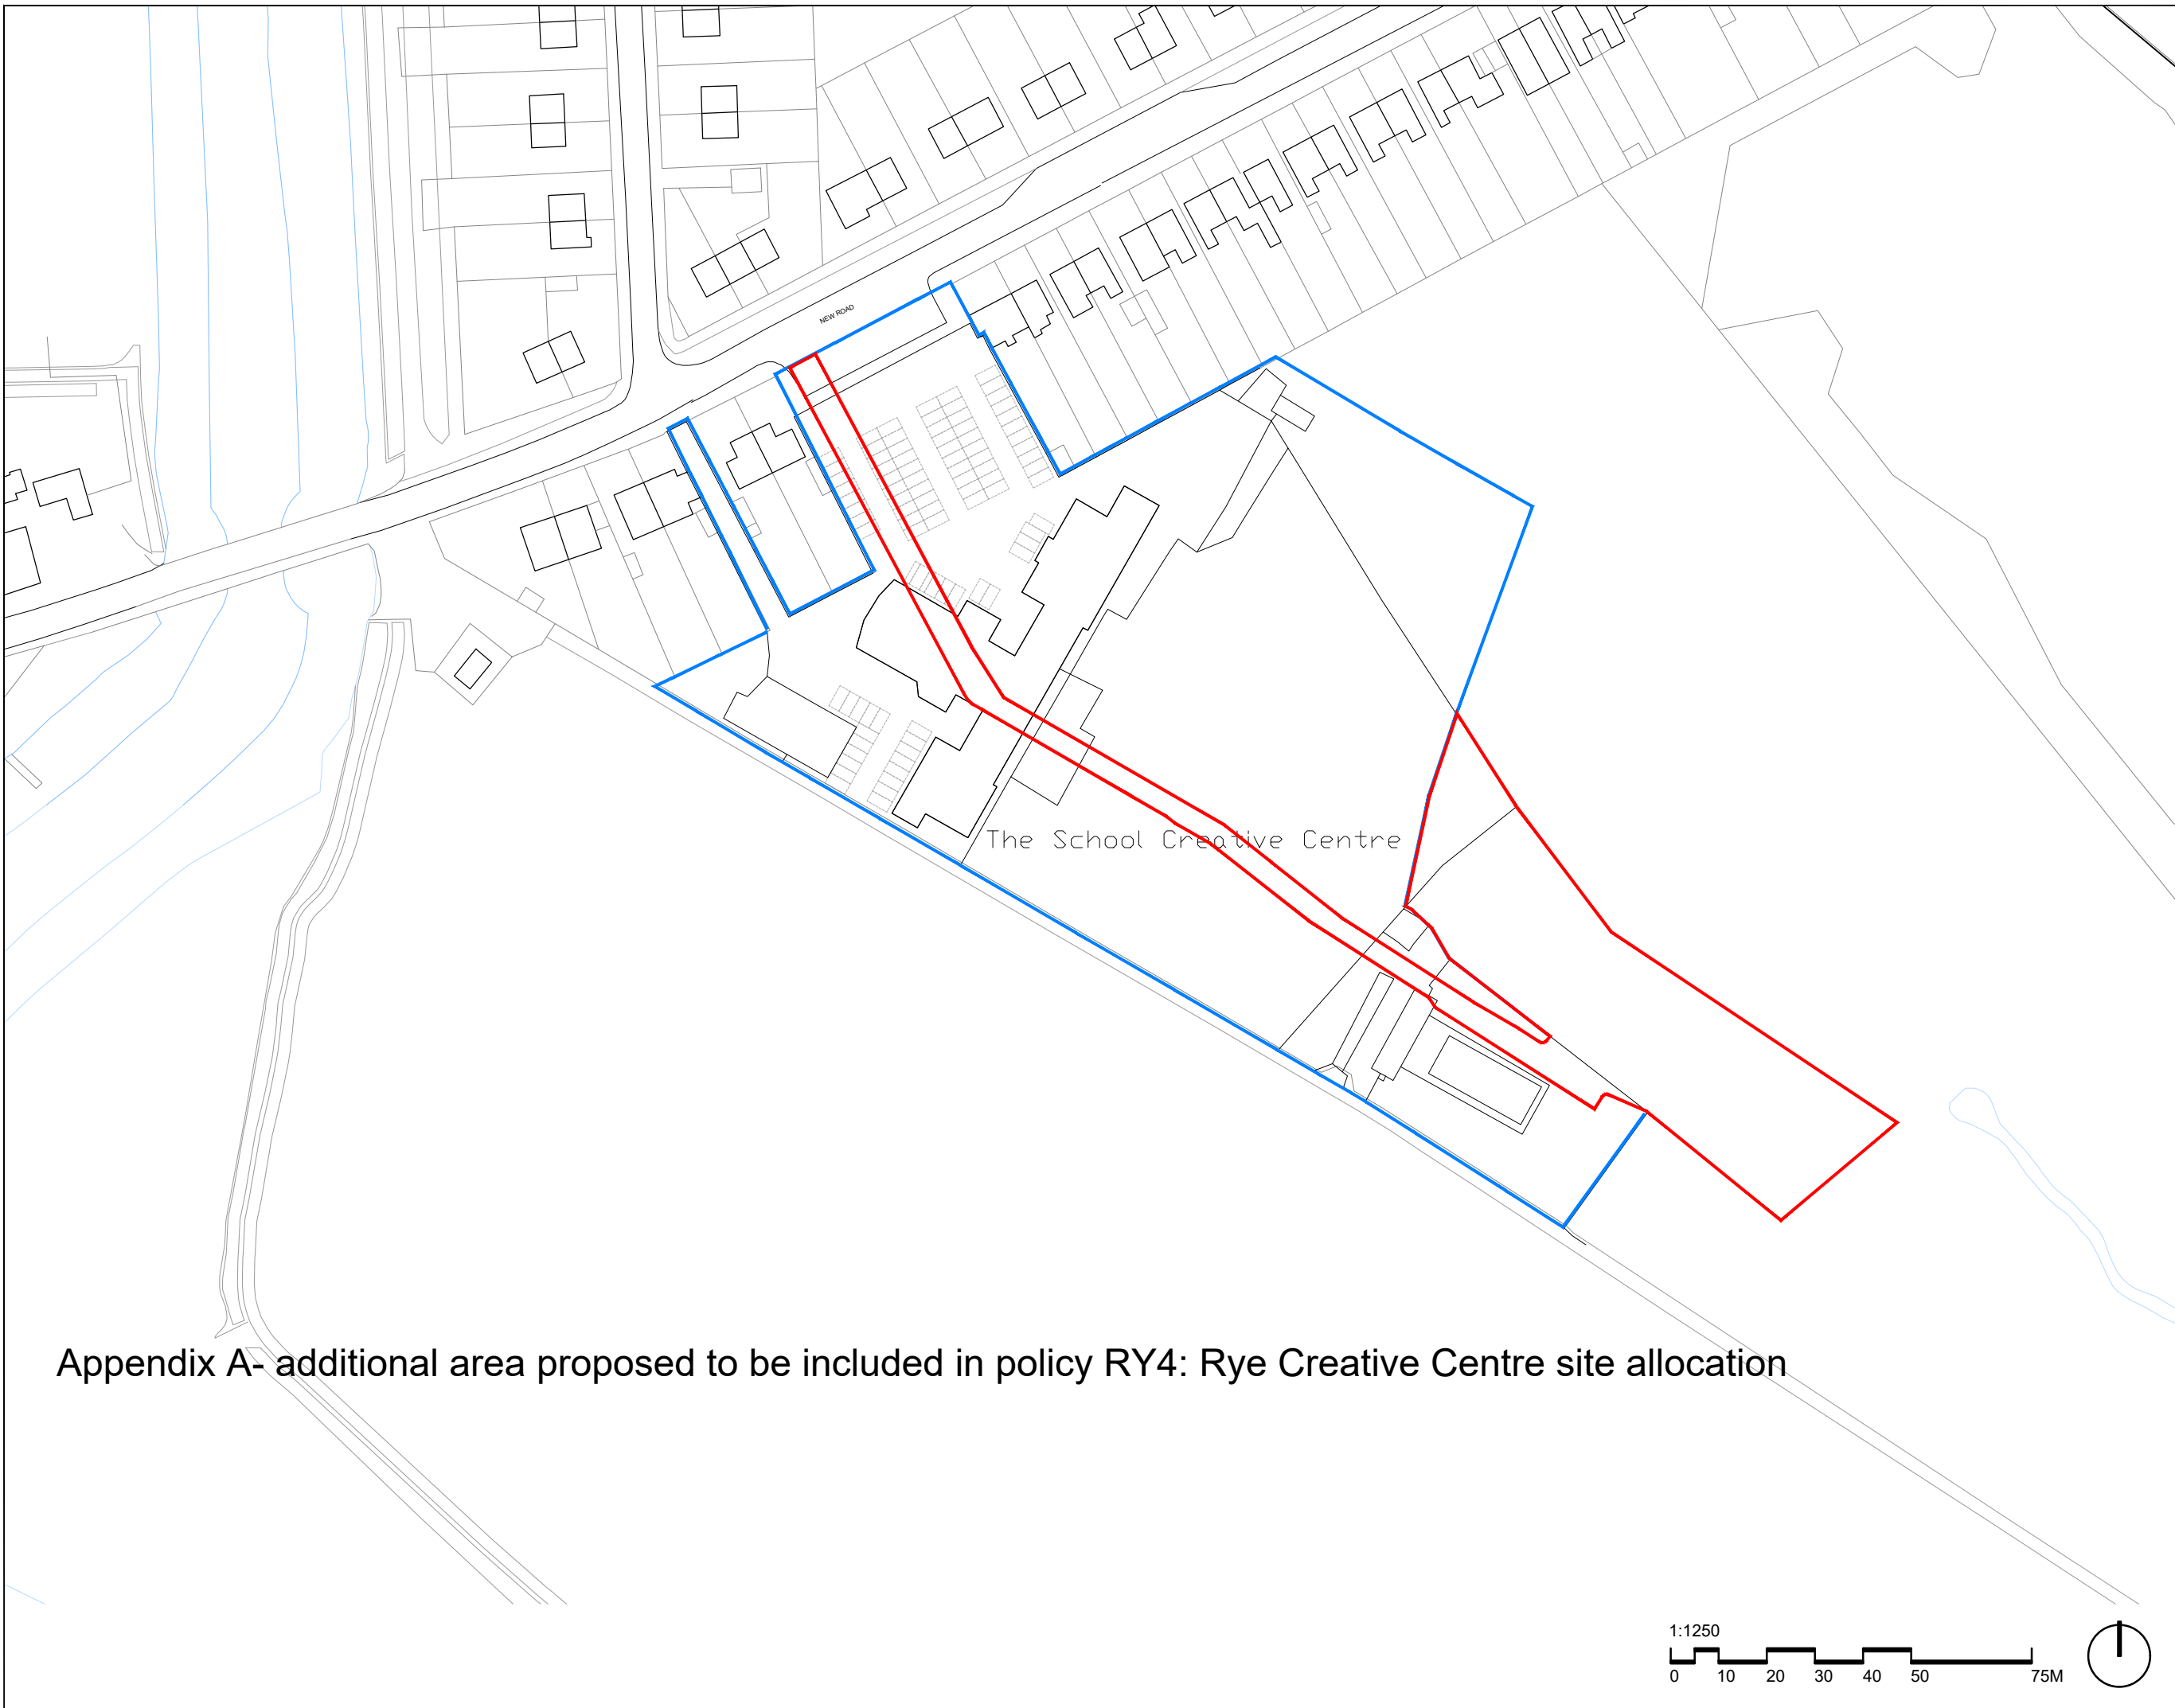 NEW ROAD
The School Creative Centre
Appendix A- additional area proposed to be included in policy RY4: Rye Creative Centre site allocation
1:1250
0 10 20 30 40 50 75M